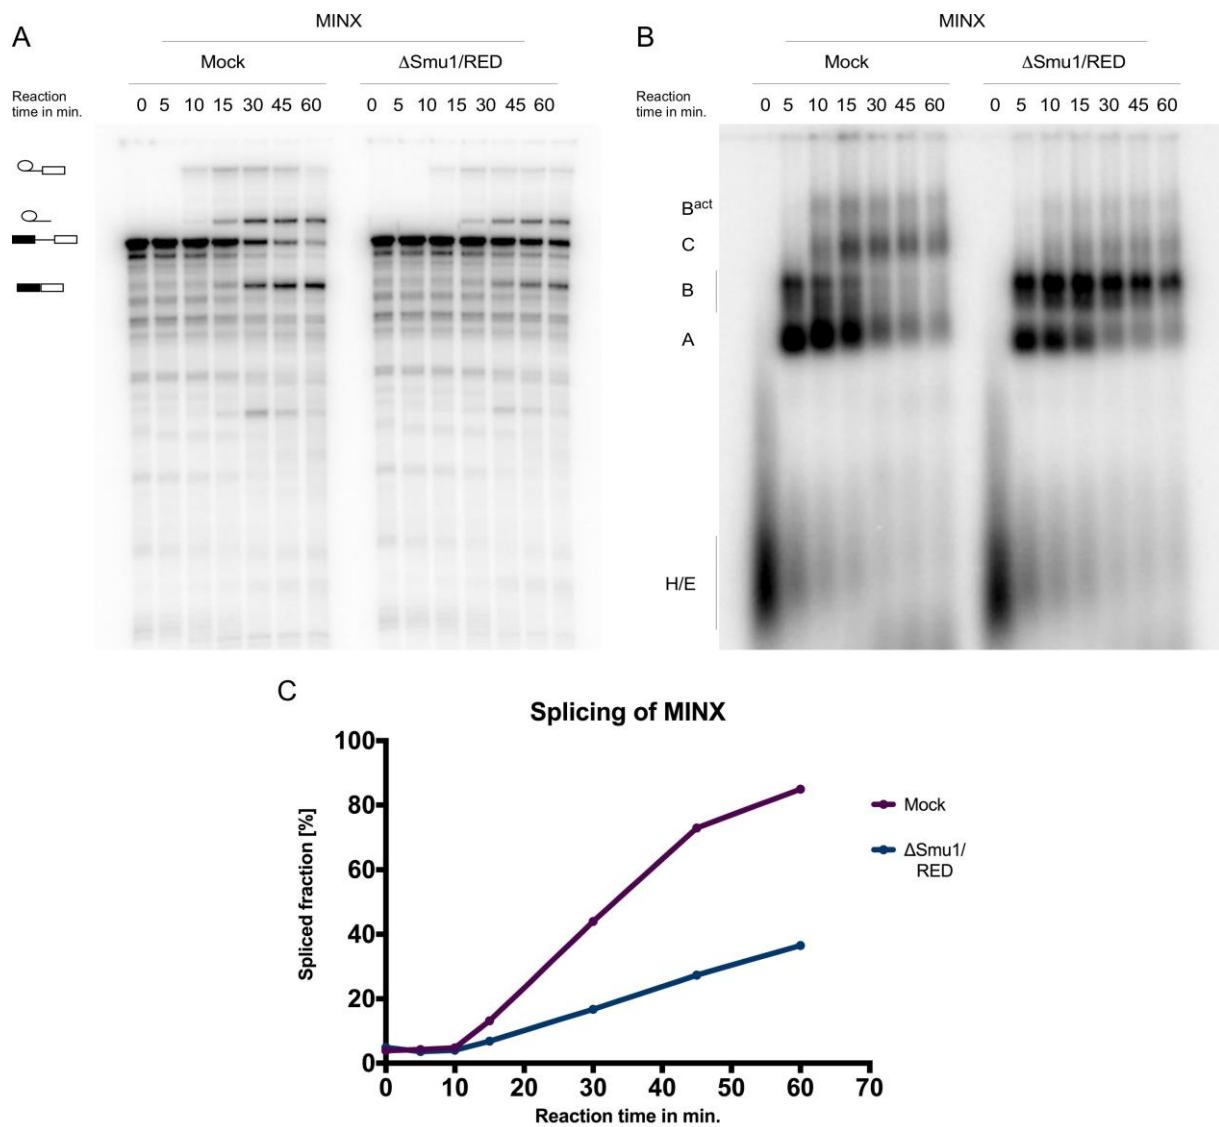 A
MINX
Mock
ΔSmu1/RED
Reaction
time in min.
0 5 10 15 30 45 60
0 5 10 15 30 45 60
B
MINX
Mock
ΔSmu1/RED
Reaction
time in min.
0 5 10 15 30 45 60
0 5 10 15 30 45 60
Bact
C
B
A
H/E
C
Splicing of MINX
Spliced fraction [%]
100
80
60
40
20
0
0 10 20 30 40 50 60 70
Reaction time in min.
Mock
ΔSmu1/
RED